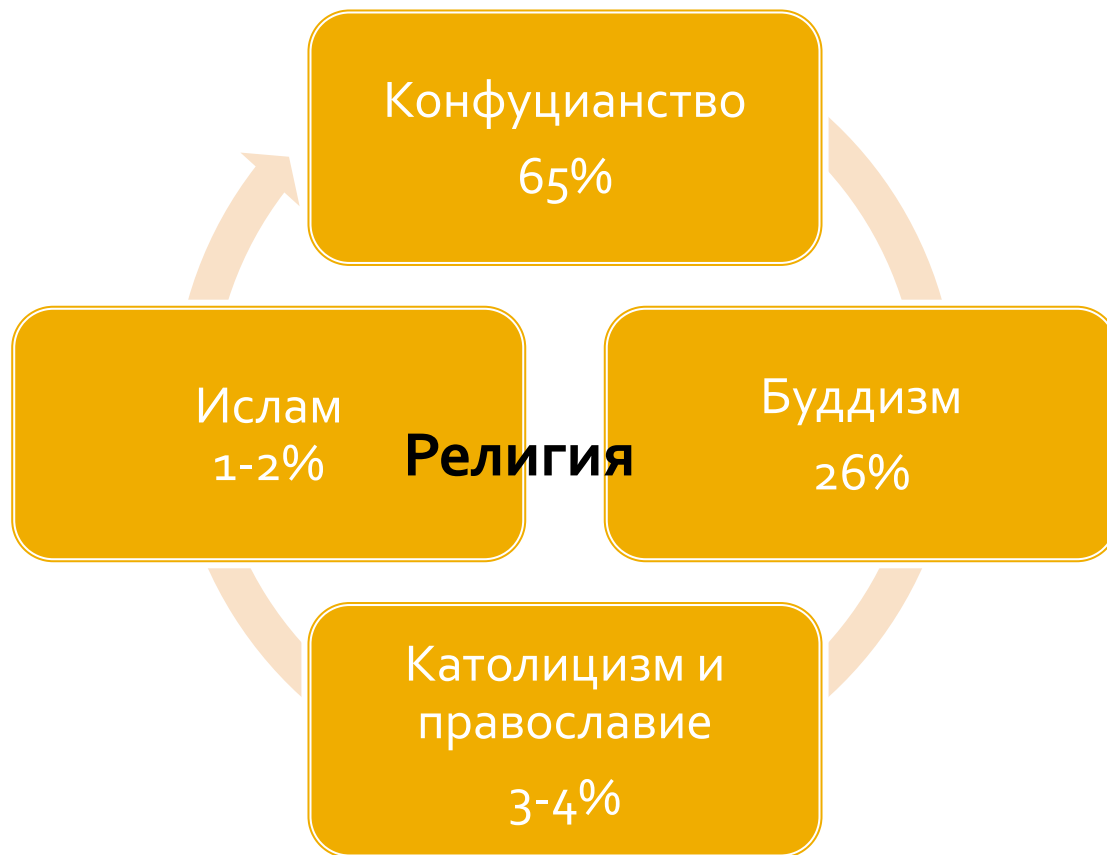 Конфуцианство
65%
Ислам
1-2%
Религия
Буддизм
26%
Католицизм и
православие
3-4%